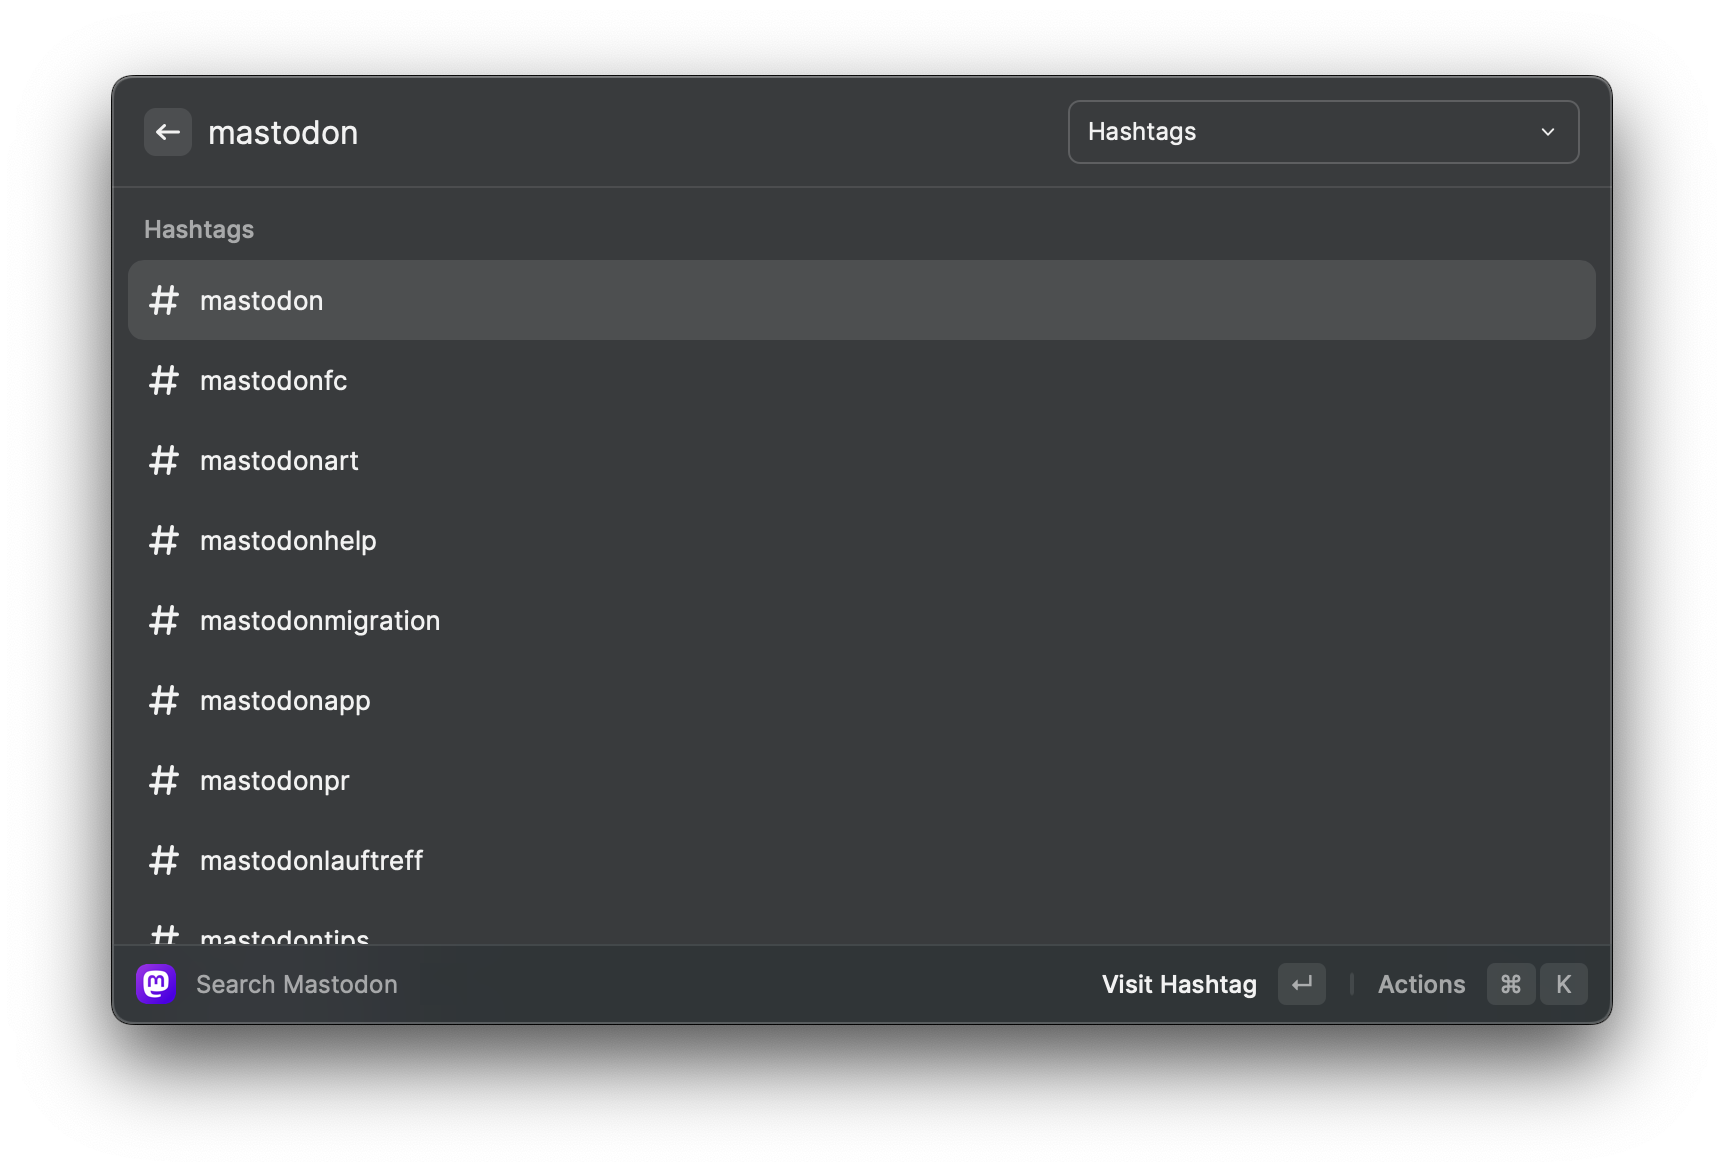 mastodon
Hashtags
Hashtags
# mastodon
# mastodonfc
# mastodonart
# mastodonhelp
# mastodonmigration
# mastodonapp
# mastodonpr
# mastodonlauftreff
# mastodontips
Search Mastodon
Visit Hashtag ↵ | Actions ⌘ K